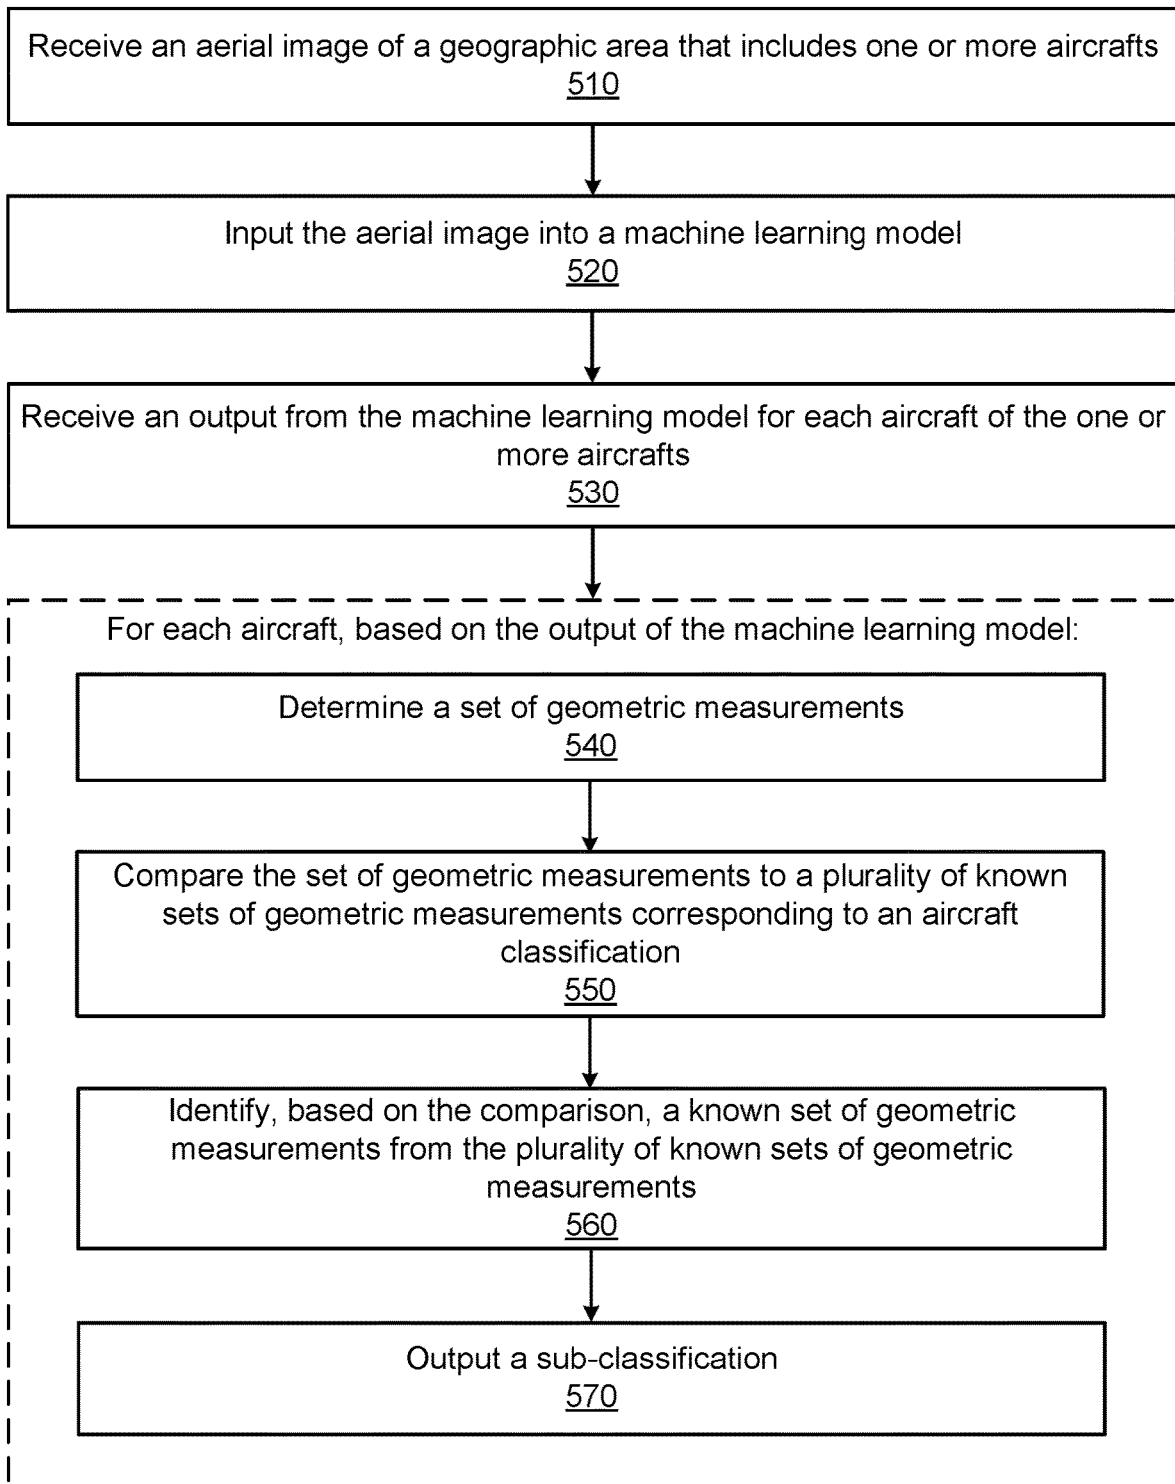 Receive an aerial image of a geographic area that includes one or more aircrafts
510
Input the aerial image into a machine learning model
520
Receive an output from the machine learning model for each aircraft of the one or
more aircrafts
530
For each aircraft, based on the output of the machine learning model:
Determine a set of geometric measurements
540
Compare the set of geometric measurements to a plurality of known
sets of geometric measurements corresponding to an aircraft
classification
550
Identify, based on the comparison, a known set of geometric
measurements from the plurality of known sets of geometric
measurements
560
Output a sub-classification
570